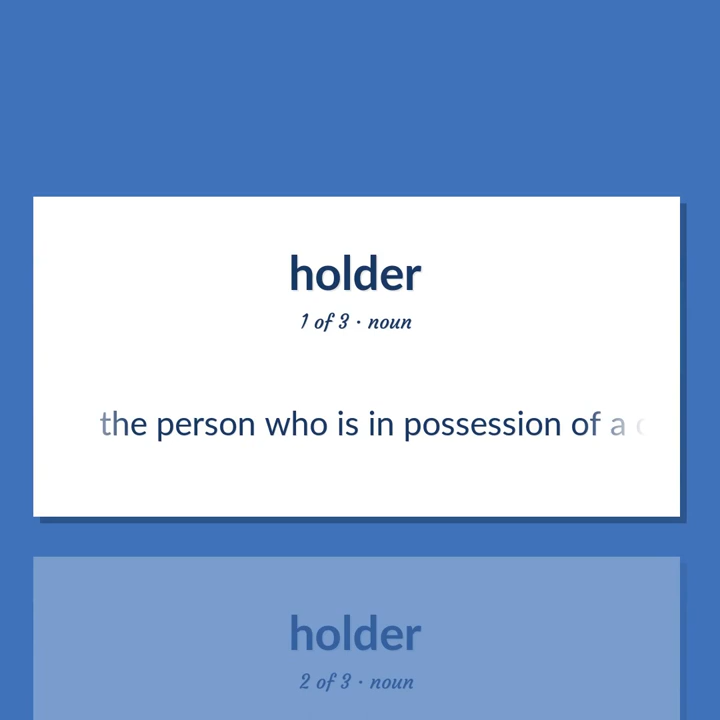 holder
1 of 3 · noun
the person who is in possession of a
holder
2 of 3 · noun